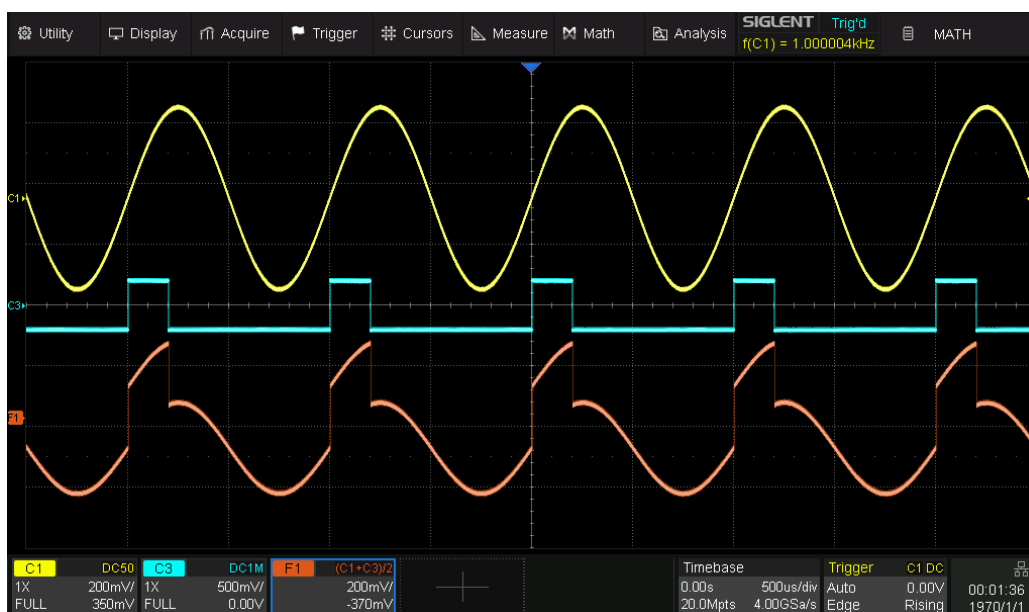 Utility Display Acquire Trigger Cursors Measure Math Analysis SIGLENT Trig'd MATH
f(C1) = 1.000004kHz
C1
C3
F1
C1 DC50 C3 DC1M F1 (C1+C3)/2 Timebase Trigger C1 DC
1X 200mV/ 1X 500mV/ 200mV/ 0.00s 500us/div Auto 0.00V 00:01:36
FULL 350mV FULL 0.00V -370mV 20.0Mpts 4.00GSa/s Edge Rising 1970/1/1